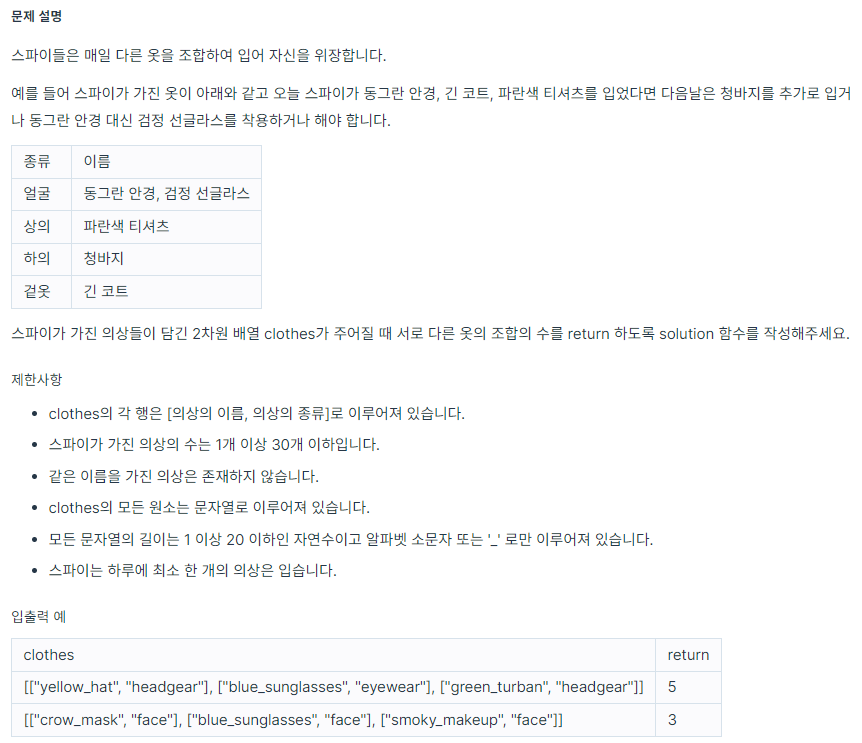 문제 설명
스파이들은 매일 다른 옷을 조합하여 입어 자신을 위장합니다.
예를 들어 스파이가 가진 옷이 아래와 같고 오늘 스파이가 동그란 안경, 긴 코트, 파란색 티셔츠를 입었다면 다음날은 청바지를 추가로 입거
나 동그란 안경 대신 검정 선글라스를 착용하거나 해야 합니다.
종류 이름
얼굴 동그란 안경, 검정 선글라스
상의 파란색 티셔츠
하의 청바지
겉옷 긴 코트
스파이가 가진 의상들이 담긴 2차원 배열 clothes가 주어질 때 서로 다른 옷의 조합의 수를 return 하도록 solution 함수를 작성해주세요.
제한사항
• clothes의 각 행은 [의상의 이름, 의상의 종류]로 이루어져 있습니다.
• 스파이가 가진 의상의 수는 1개 이상 30개 이하입니다.
• 같은 이름을 가진 의상은 존재하지 않습니다.
• clothes의 모든 원소는 문자열로 이루어져 있습니다.
• 모든 문자열의 길이는 1 이상 20 이하인 자연수이고 알파벳 소문자 또는 '_' 로만 이루어져 있습니다.
• 스파이는 하루에 최소 한 개의 의상은 입습니다.
입출력 예
clothes return
[["yellow_hat", "headgear"], ["blue_sunglasses", "eyewear"], ["green_turban", "headgear"]] 5
[["crow_mask", "face"], ["blue_sunglasses", "face"], ["smoky_makeup", "face"]] 3